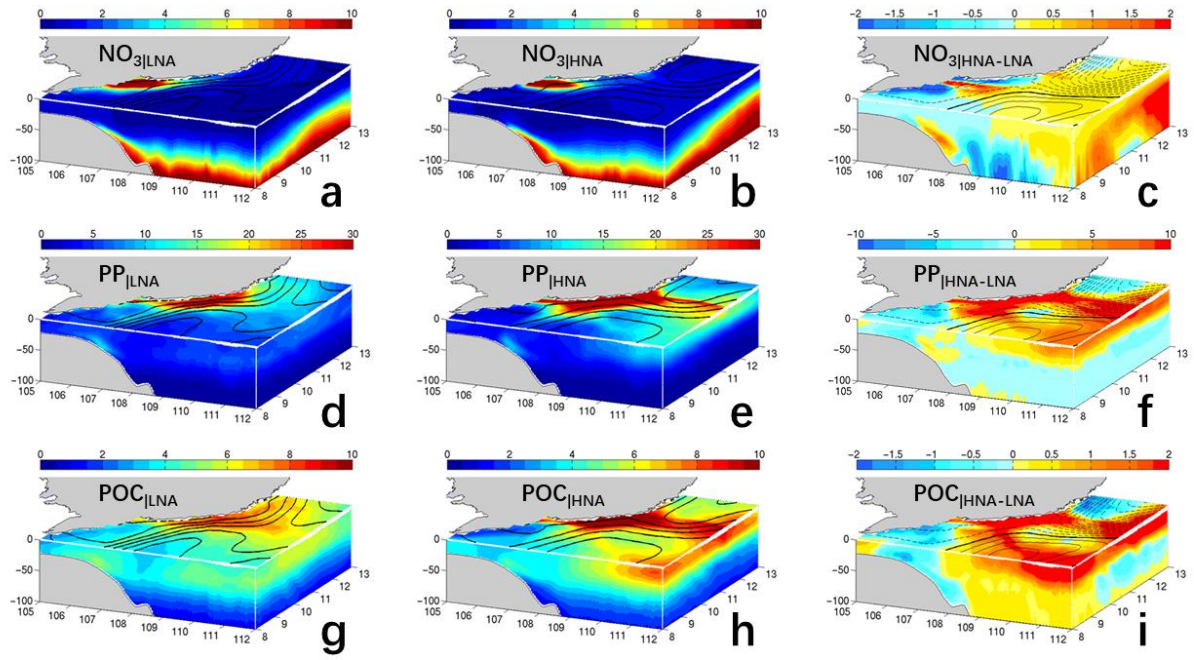 0 2 4 6 8 10
0 2 4 6 8 10
−2 −1.5 −1 −0.5 0 0.5 1 1.5 2
NO3|LNA
NO3|HNA
NO3|HNA-LNA
0 −50 −100
105 106 107 108 109 110 111 112
8 9 10 11 12 13
a
0 −50 −100
105 106 107 108 109 110 111 112
8 9 10 11 12 13
b
0 −50 −100
105 106 107 108 109 110 111 112
8 9 10 11 12 13
c
0 5 10 15 20 25 30
0 5 10 15 20 25 30
−10 −5 0 5 10
PP|LNA
PP|HNA
PP|HNA-LNA
0 −50 −100
105 106 107 108 109 110 111 112
8 9 10 11 12 13
d
0 −50 −100
105 106 107 108 109 110 111 112
8 9 10 11 12 13
e
0 −50 −100
105 106 107 108 109 110 111 112
8 9 10 11 12 13
f
0 2 4 6 8 10
0 2 4 6 8 10
−2 −1.5 −1 −0.5 0 0.5 1 1.5 2
POC|LNA
POC|HNA
POC|HNA-LNA
0 −50 −100
105 106 107 108 109 110 111 112
8 9 10 11 12 13
g
0 −50 −100
105 106 107 108 109 110 111 112
8 9 10 11 12 13
h
0 −50 −100
105 106 107 108 109 110 111 112
8 9 10 11 12 13
i